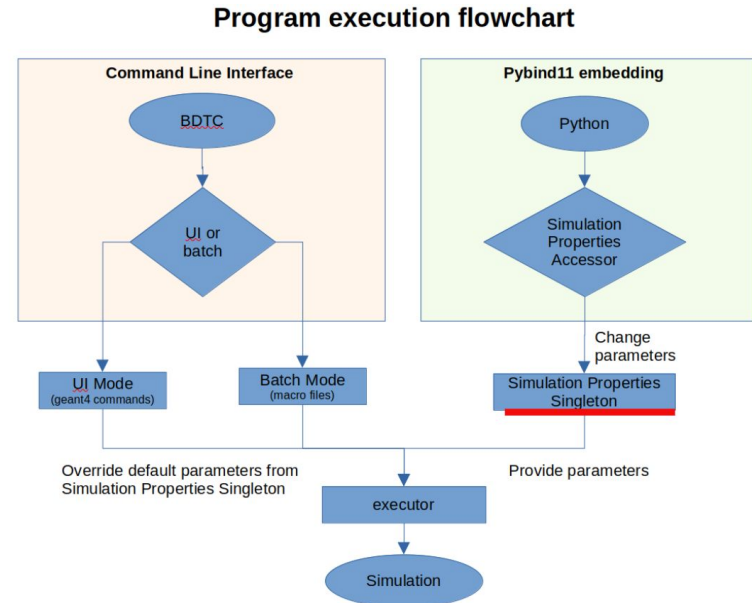 Program execution flowchart
Command Line Interface
BDTC
UI or
batch
UI Mode
(geant4 commands)
Batch Mode
(macro files)
Override default parameters from
Simulation Properties Singleton
Pybind11 embedding
Python
Simulation
Properties
Accessor
Change
parameters
Simulation Properties
Singleton
Provide parameters
executor
Simulation